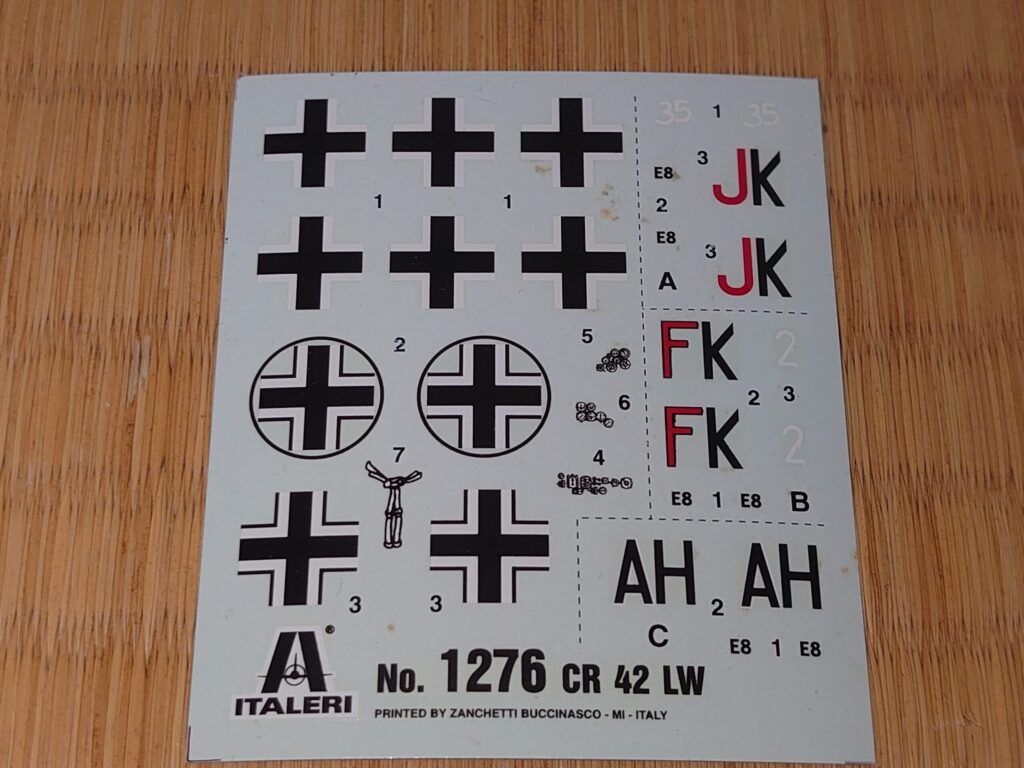 35 1 35
3 JK
E8
2
1 1
E8
3 JK
A
FK 2
2 5
6
2 3
FK 2
7 4
E8 1 E8 B
AH 2 AH
3 3
C E8 1 E8
ITALERI ®
No. 1276 CR 42 LW
PRINTED BY ZANCHETTI BUCCINASCO - MI - ITALY